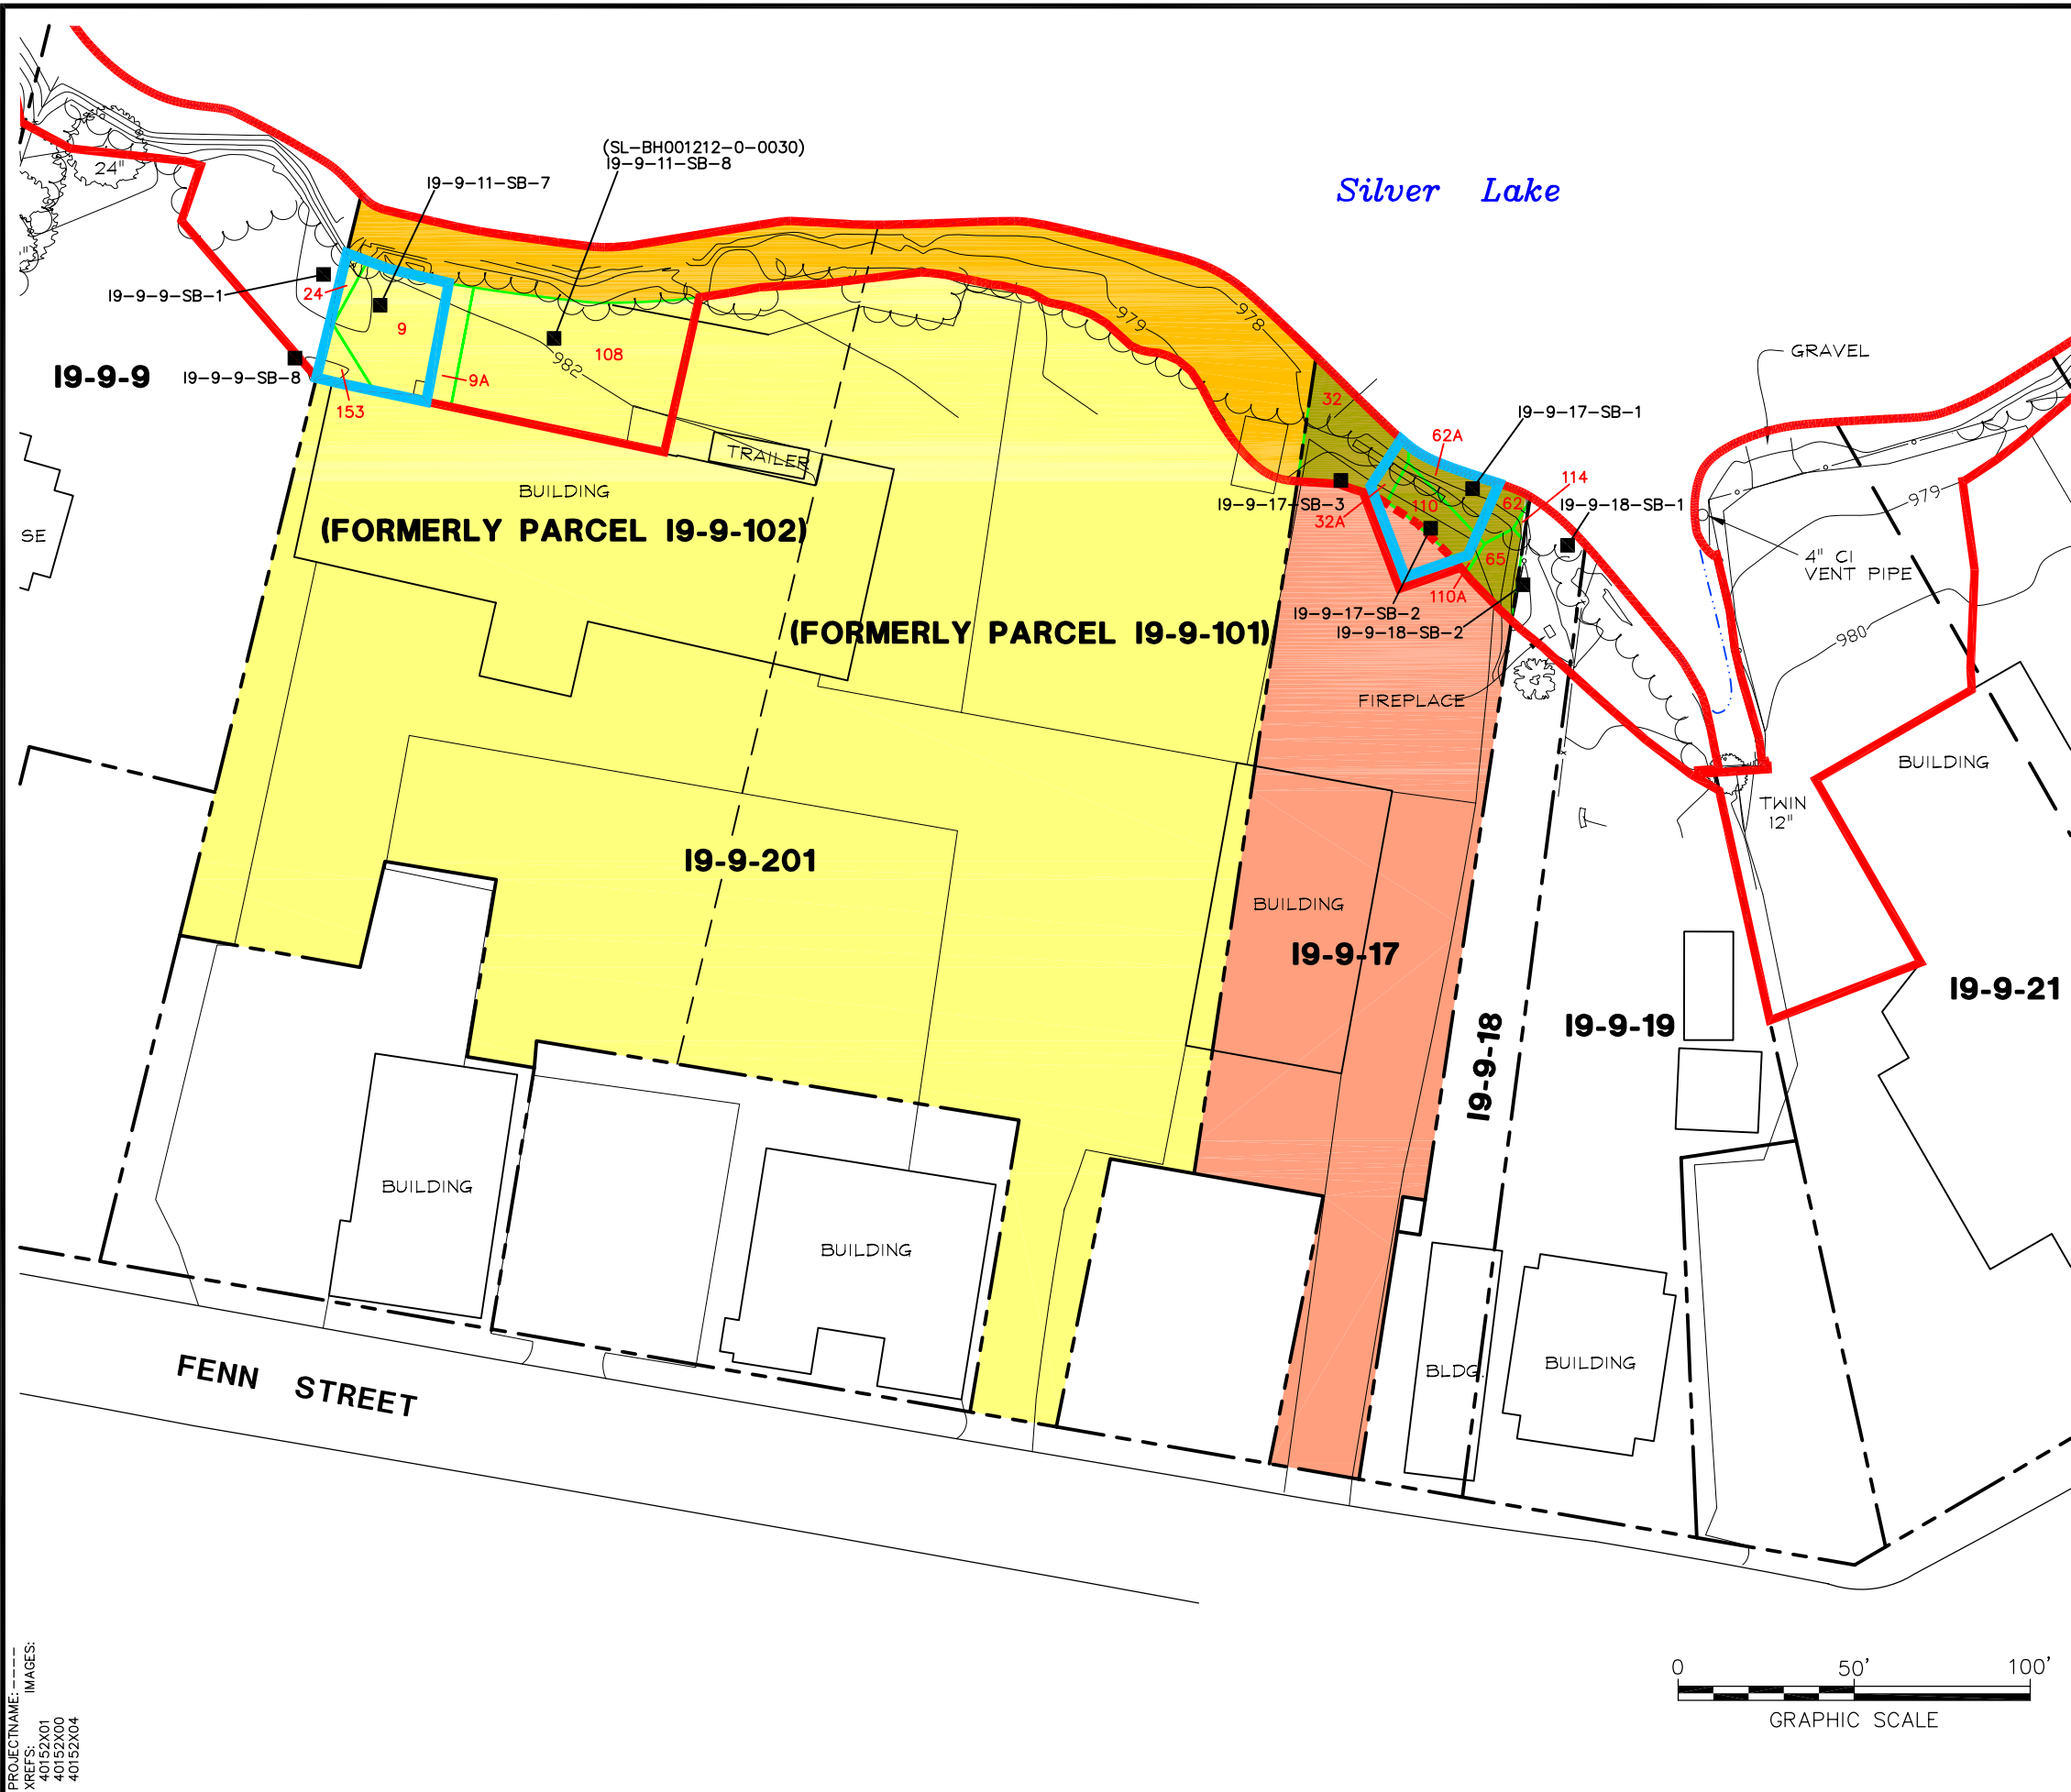 Silver Lake
(SL-BH001212-0-0030)
I9-9-11-SB-8
I9-9-11-SB-7
24"
I9-9-9-SB-1
24
9
108
982
9A
I9-9-9
I9-9-9-SB-8
153
979
978
GRAVEL
32
62A
I9-9-17-SB-1
114
TRAILER
BUILDING
(FORMERLY PARCEL I9-9-102)
SE
I9-9-17-SB-3
32A
110
62
I9-9-18-SB-1
979
4" CI
VENT PIPE
65
110A
I9-9-17-SB-2
I9-9-18-SB-2
(FORMERLY PARCEL I9-9-101)
980
FIREPLACE
BUILDING
TWIN
12"
I9-9-201
BUILDING
I9-9-17
I9-9-18
I9-9-19
I9-9-21
BUILDING
BUILDING
BLDG.
BUILDING
FENN STREET
0 50' 100'
GRAPHIC SCALE
PROJECTNAME: ----
XREFS: IMAGES:
40152X01
40152X00
40152X04